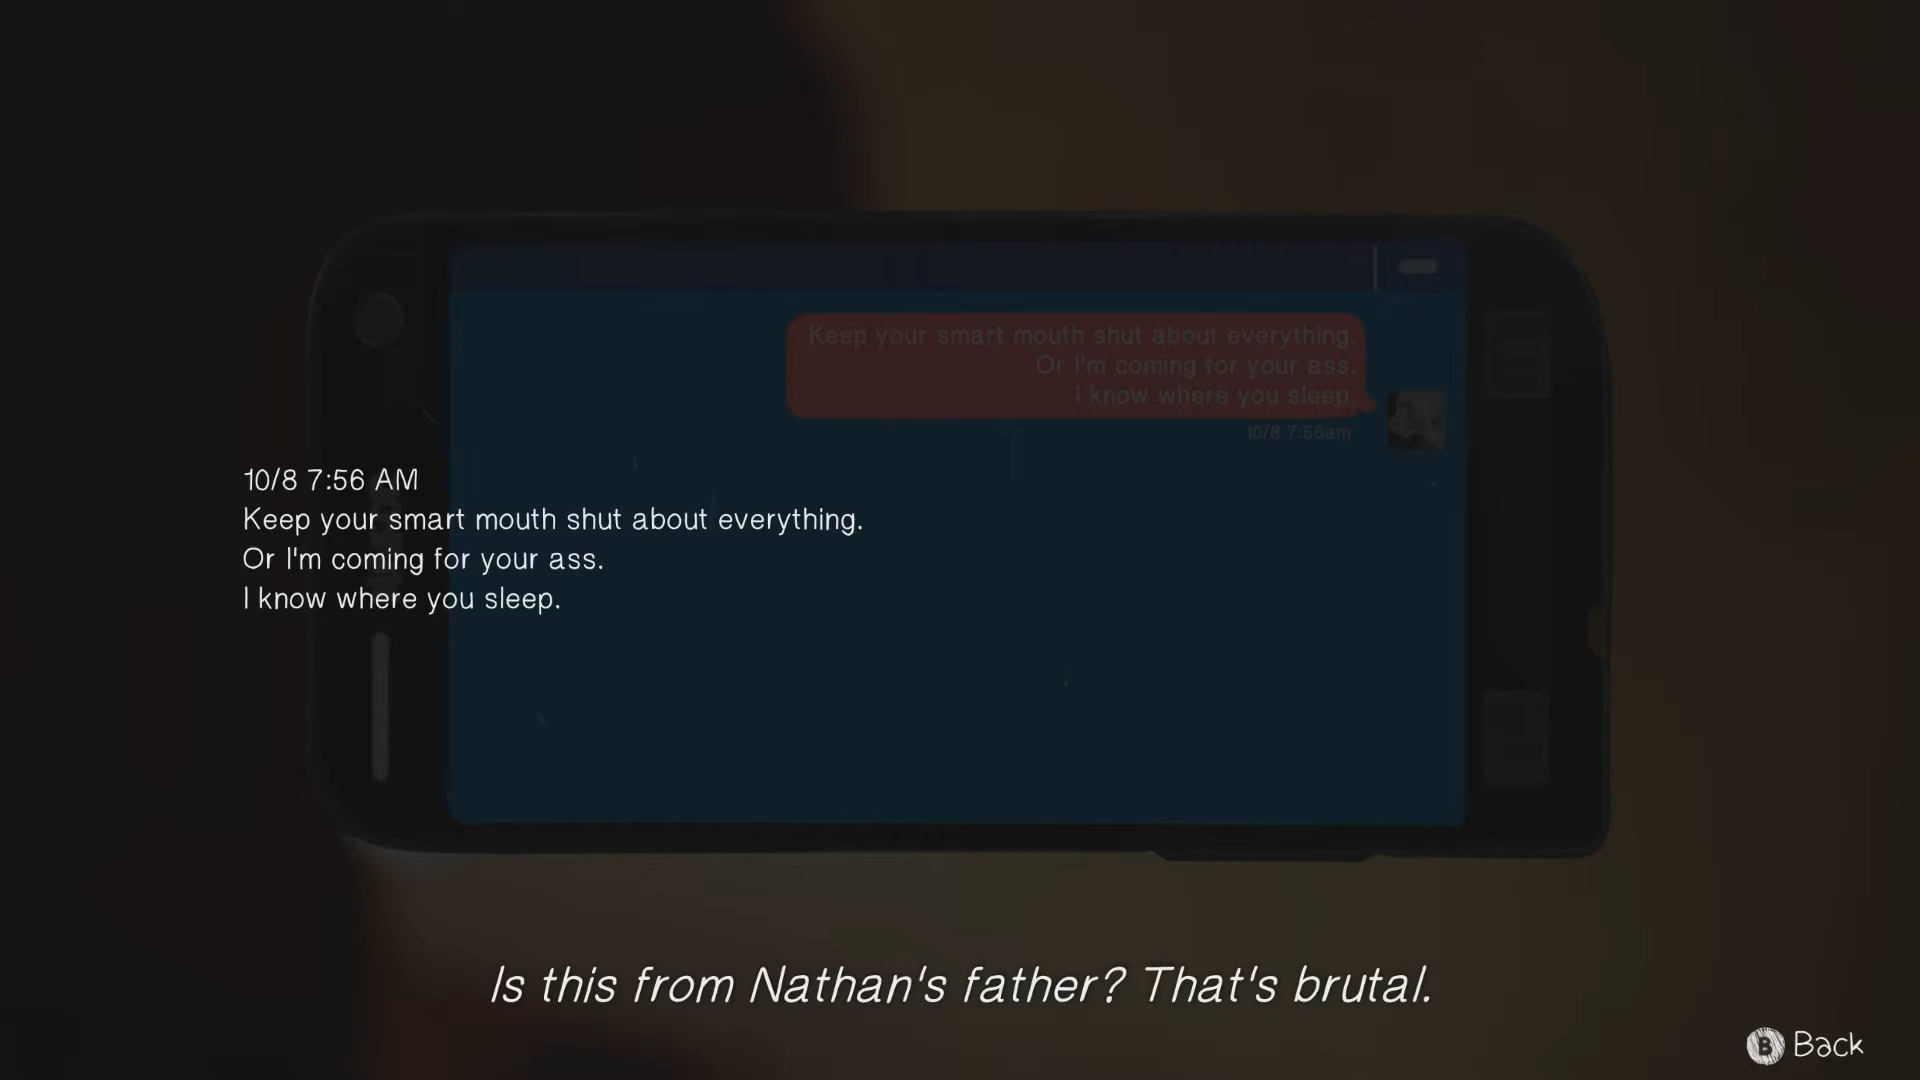 Keep your smart mouth shut about everything.
Or I'm coming for your ass.
I know where you sleep.
10/8 7:56am
10/8 7:56 AM
Keep your smart mouth shut about everything.
Or I'm coming for your ass.
I know where you sleep.
Is this from Nathan's father? That's brutal.
B Back